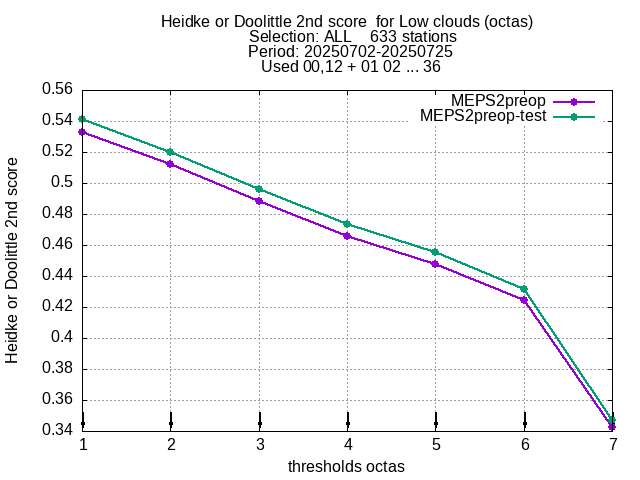 Heidke or Doolittle 2nd score  for Low clouds (octas)
Selection: ALL    633 stations
Period: 20250702-20250725
Used 00,12 + 01 02 ... 36
MEPS2preop
MEPS2preop-test
Heidke or Doolittle 2nd score
0.56
0.54
0.52
0.5
0.48
0.46
0.44
0.42
0.4
0.38
0.36
0.34
1 2 3 4 5 6 7
thresholds octas